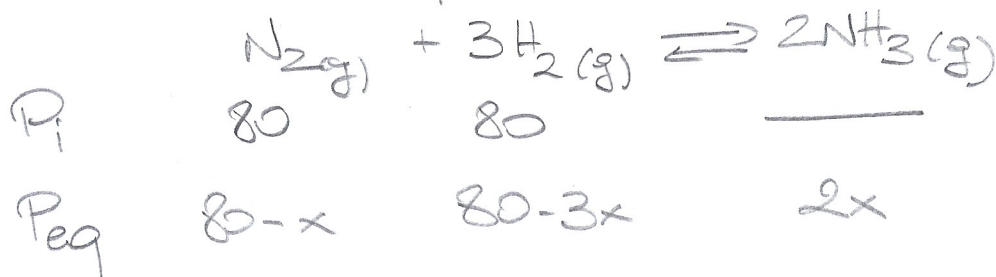 N2(g) + 3H2(g) ⇌ 2NH3(g)
Pi 80 80 —
Peq 80-x 80-3x 2x